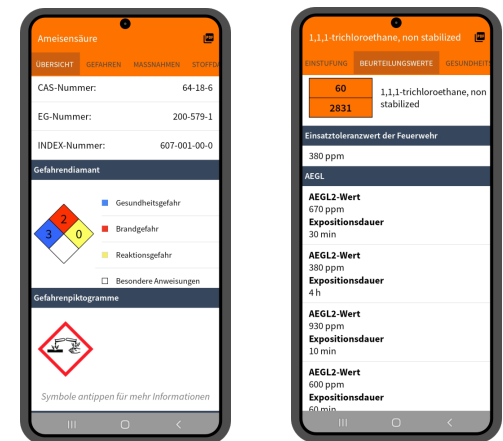 Ameisensäure
ÜBERSICHT GEFAHREN MASSNAHMEN STOFFDA
CAS-Nummer: 64-18-6
EG-Nummer: 200-579-1
INDEX-Nummer: 607-001-00-0
Gefahrendiamant
2
3 0
Gesundheitsgefahr
Brandgefahr
Reaktionsgefahr
Besondere Anweisungen
Gefahrenpiktogramme
Symbole antippen für mehr Informationen
1,1,1-trichloroethane, non stabilized
EINSTUFUNG BEURTEILUNGSWERTE GESUNDHEITS
60
2831
1,1,1-trichloroethane, non
stabilized
Einsatztoleranzwert der Feuerwehr
380 ppm
AEGL
AEGL2-Wert
670 ppm
Expositionsdauer
30 min
AEGL2-Wert
380 ppm
Expositionsdauer
4 h
AEGL2-Wert
930 ppm
Expositionsdauer
10 min
AEGL2-Wert
600 ppm
Expositionsdauer
60 min